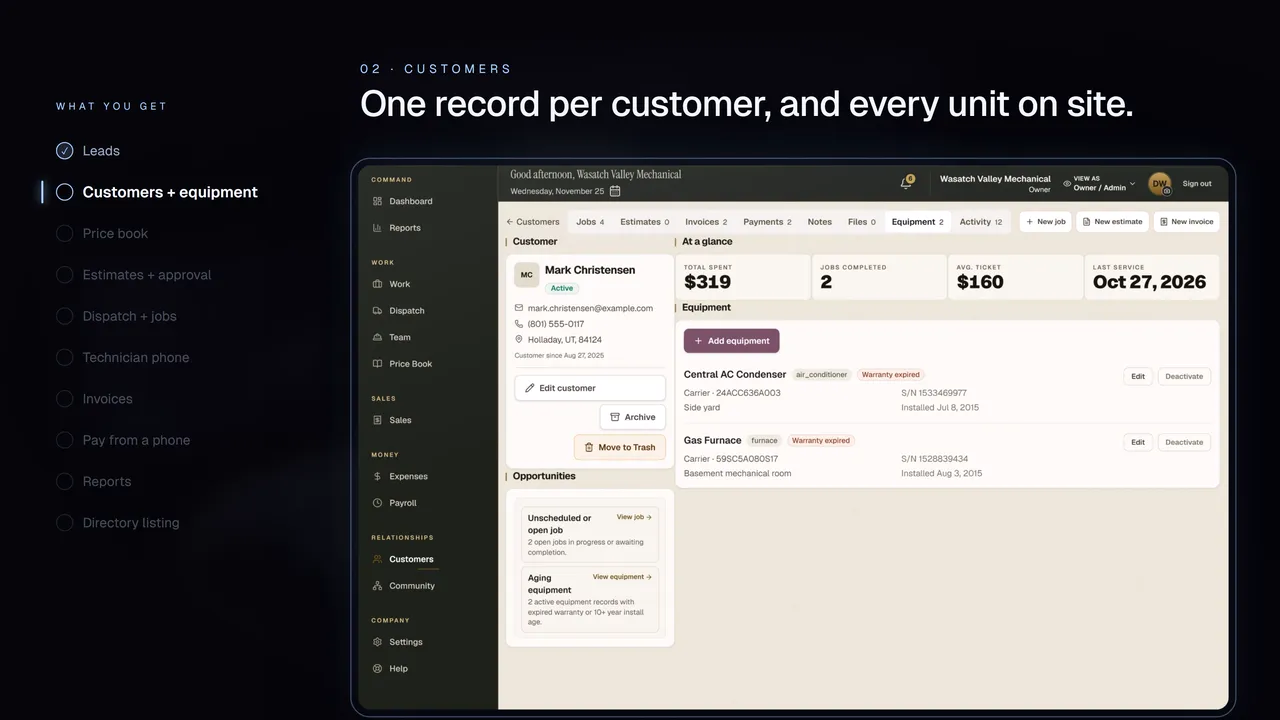 WHAT YOU GET
Leads
Customers + equipment
Price book
Estimates + approval
Dispatch + jobs
Technician phone
Invoices
Pay from a phone
Reports
Directory listing
02 · CUSTOMERS
One record per customer, and every unit on site.
COMMAND
Dashboard
Reports
WORK
Work
Dispatch
Team
Price Book
SALES
Sales
MONEY
Expenses
Payroll
RELATIONSHIPS
Customers
Community
COMPANY
Settings
Help
Good afternoon, Wasatch Valley Mechanical
Wednesday, November 25
6
Wasatch Valley Mechanical
Owner
VIEW AS
Owner / Admin
DW
Sign out
← Customers
Jobs 4
Estimates 0
Invoices 2
Payments 2
Notes
Files 0
Equipment 2
Activity 12
+ New job
New estimate
New invoice
Customer
MC
Mark Christensen
Active
mark.christensen@example.com
(801) 555-0117
Holladay, UT, 84124
Customer since Aug 27, 2025
Edit customer
Archive
Move to Trash
Opportunities
Unscheduled or open job
View job →
2 open jobs in progress or awaiting
completion.
Aging equipment
View equipment →
2 active equipment records with
expired warranty or 10+ year install
age.
At a glance
TOTAL SPENT
$319
JOBS COMPLETED
2
AVG. TICKET
$160
LAST SERVICE
Oct 27, 2026
Equipment
+ Add equipment
Central AC Condenser air_conditioner Warranty expired
Edit
Deactivate
Carrier · 24ACC636A003
S/N 1533469977
Side yard
Installed Jul 8, 2015
Gas Furnace furnace Warranty expired
Edit
Deactivate
Carrier · 59SC5A080S17
S/N 1528839434
Basement mechanical room
Installed Aug 3, 2015